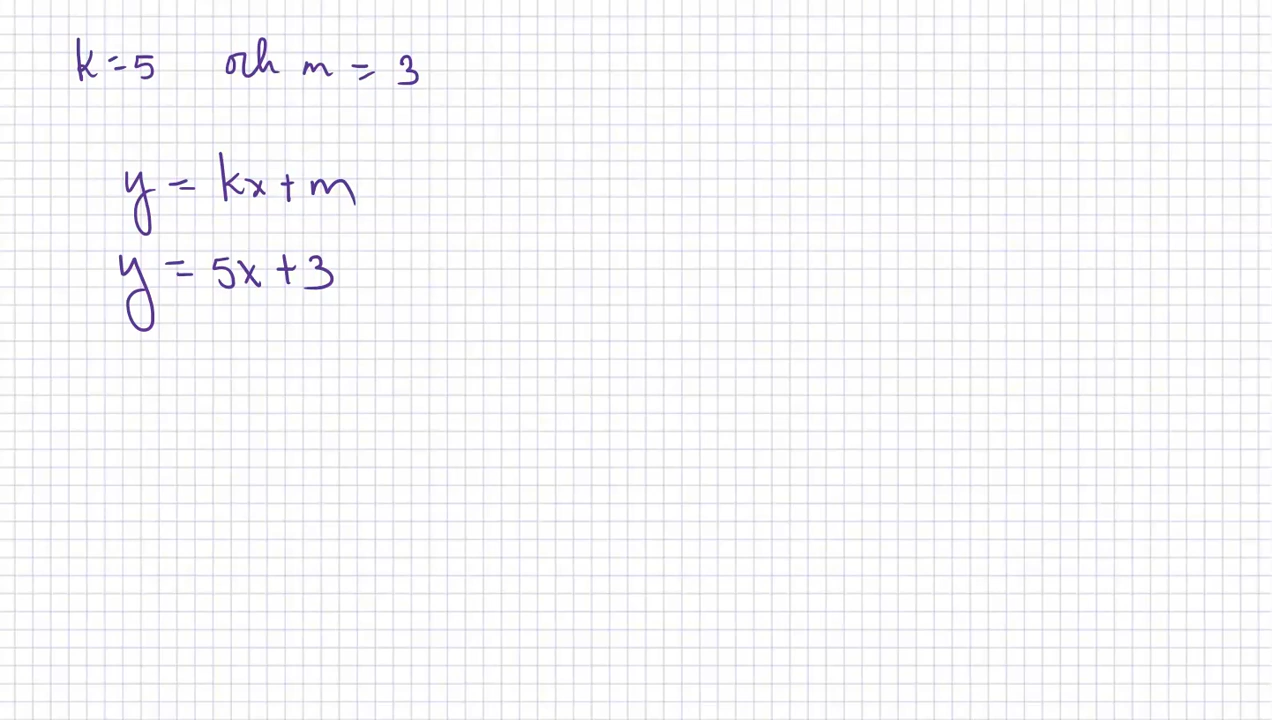 k = 5 och m = 3
y = kx + m
y = 5x + 3